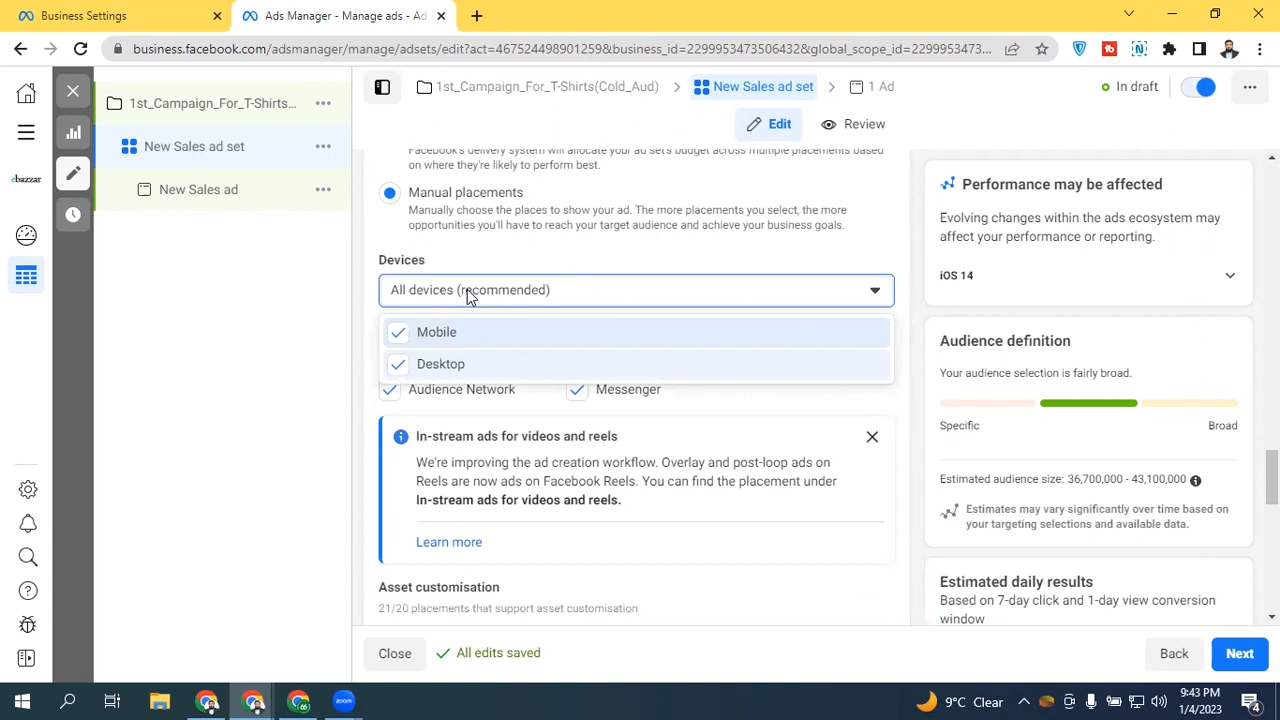 Business Settings
Ads Manager - Manage ads - Ad
business.facebook.com/adsmanager/manage/assets/edit?act=467524498901259&business_id=2299953473506432&global_scope_id=2299953473...
1st_Campaign_For_T-Shirts(Cold_Aud)
New Sales ad set
1 Ad
In draft
1st_Campaign_For_T-Shirts...
New Sales ad set
New Sales ad
ebazzar
Edit
Review
Facebook's delivery system will allocate your ad set's budget across multiple placements based
on where they're likely to perform best.
Manual placements
Manually choose the places to show your ad. The more placements you select, the more
opportunities you'll have to reach your target audience and achieve your business goals.
Devices
All devices (recommended)
Mobile
Desktop
Audience Network
Messenger
In-stream ads for videos and reels
We're improving the ad creation workflow. Overlay and post-loop ads on
Reels are now ads on Facebook Reels. You can find the placement under
In-stream ads for videos and reels.
Learn more
Asset customisation
21/20 placements that support asset customisation
Performance may be affected
Evolving changes within the ads ecosystem may
affect your performance or reporting.
iOS 14
Audience definition
Your audience selection is fairly broad.
Specific
Broad
Estimated audience size: 36,700,000 - 43,100,000
Estimates may vary significantly over time based on
your targeting selections and available data.
Estimated daily results
Based on 7-day click and 1-day view conversion
window
Close
All edits saved
Back
Next
zoom
9°C Clear
9:43 PM
1/4/2023
4